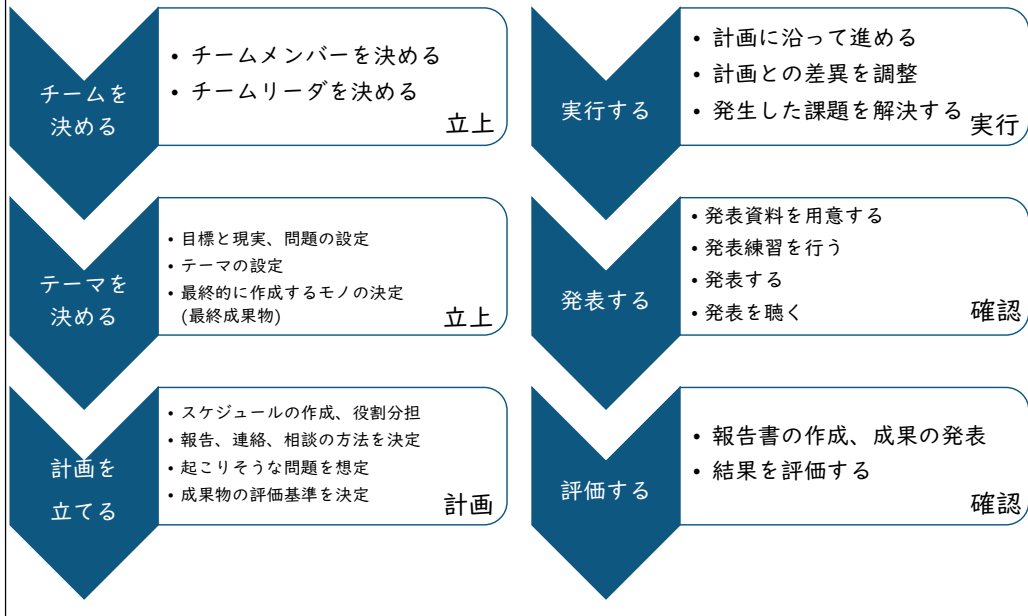 チームを
決める
• チームメンバーを決める
• チームリーダを決める
立上
テーマを
決める
• 目標と現実、問題の設定
• テーマの設定
• 最終的に作成するモノの決定
(最終成果物)
立上
計画を
立てる
• スケジュールの作成、役割分担
• 報告、連絡、相談の方法を決定
• 起こりそうな問題を想定
• 成果物の評価基準を決定
計画
実行する
• 計画に沿って進める
• 計画との差異を調整
• 発生した課題を解決する
実行
発表する
• 発表資料を用意する
• 発表練習を行う
• 発表する
• 発表を聴く
確認
評価する
• 報告書の作成、成果の発表
• 結果を評価する
確認